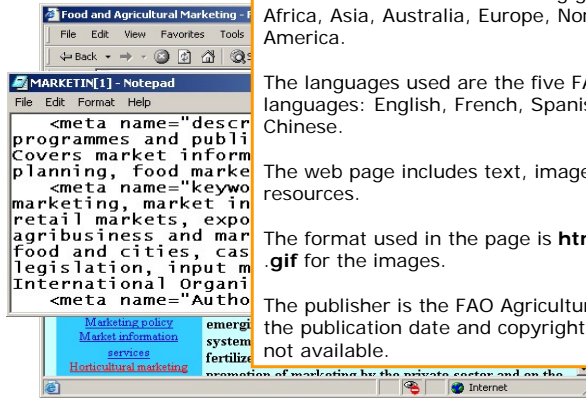 Food and Agricultural Marketing -
File Edit View Favorites Tools
Back
MARKETIN[1] - Notepad
File Edit Format Help
<meta name="descr
programmes and publi
Covers market inform
planning, food marke
<meta name="keywo
marketing, market in
retail markets, expo
agribusiness and mar
food and cities, cas
legislation, input m
International Organi
<meta name="Autho
Africa, Asia, Australia, Europe, Nor
America.
The languages used are the five FA
languages: English, French, Spanis
Chinese.
The web page includes text, image
resources.
The format used in the page is htm
.gif for the images.
The publisher is the FAO Agricultur
the publication date and copyright
not available.
Marketing policy
Market information
services
Horticultural marketing
emergi
system
fertilize
promotion of marketing by the private sector and on the
Internet